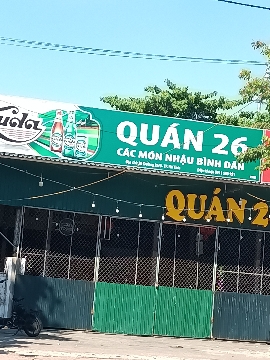 Huda
QUÁN 26
CÁC MÓN NHẬU BÌNH DÂN
QUÁN 2